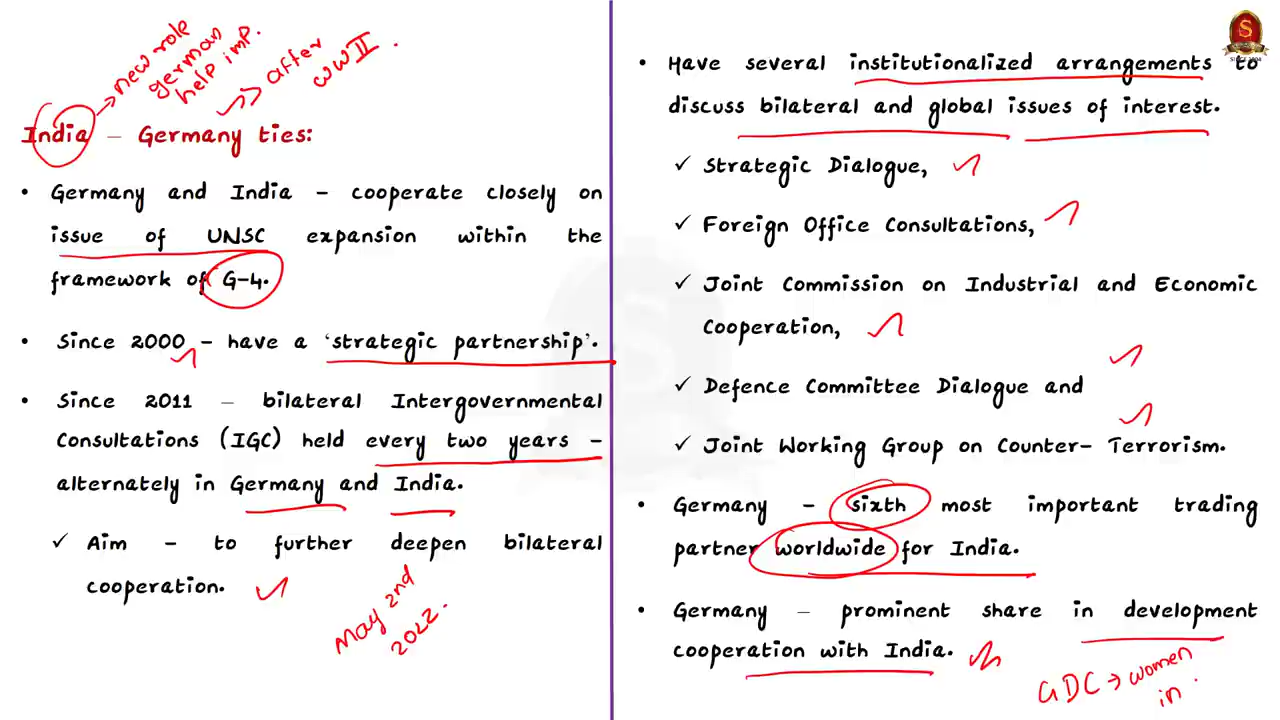 new role
german
help imp.
after
WW II.
India – Germany ties:
• Germany and India – cooperate closely on
issue of UNSC expansion within the
framework of G-4.
• Since 2000 – have a ‘strategic partnership’.
• Since 2011 – bilateral Intergovernmental
Consultations (IGC) held every two years –
alternately in Germany and India.
✓ Aim – to further deepen bilateral
cooperation.
May 2nd
2022.
• Have several institutionalized arrangements to
discuss bilateral and global issues of interest.
✓ Strategic Dialogue,
✓ Foreign Office Consultations,
✓ Joint Commission on Industrial and Economic
Cooperation,
✓ Defence Committee Dialogue and
✓ Joint Working Group on Counter- Terrorism.
• Germany – sixth most important trading
partner worldwide for India.
• Germany – prominent share in development
cooperation with India.
GDC → women
in
S